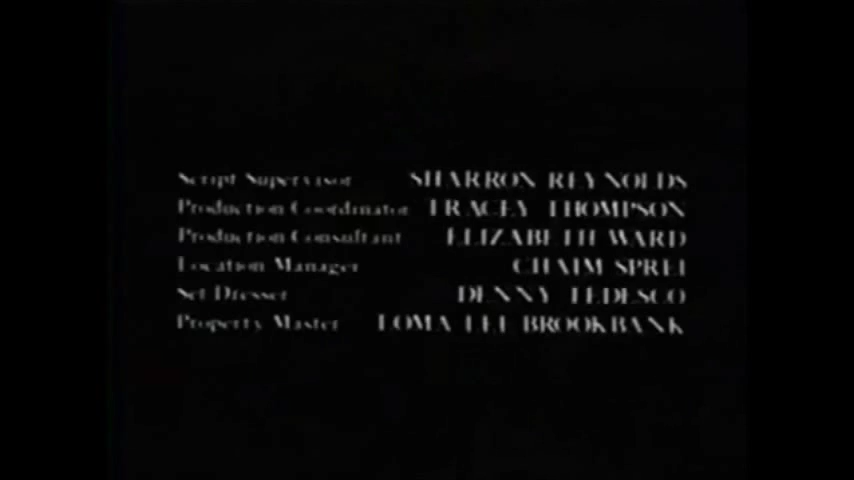 Script Supervisor SHARRON REYNOLDS
Production Coordinator TRACEY THOMPSON
Production Consultant ELIZABETH WARD
Location Manager CHAIM SPREI
Set Dresser DENNY TEDESCO
Property Master LOMA LEE BROOKBANK